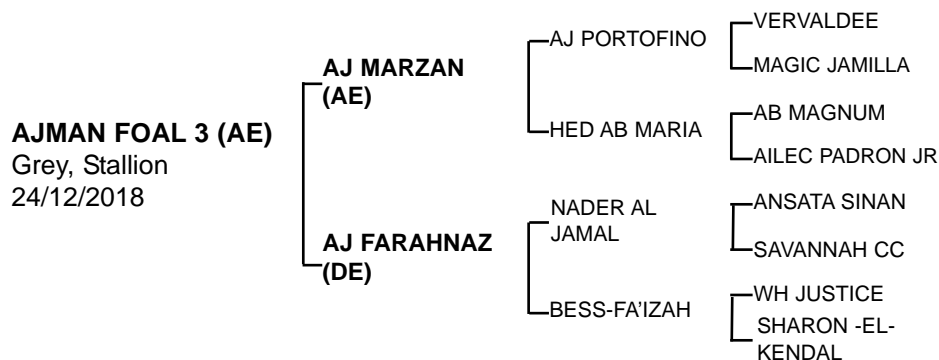 AJMAN FOAL 3 (AE)
Grey, Stallion
24/12/2018
AJ MARZAN
(AE)
AJ FARAHNAZ
(DE)
AJ PORTOFINO
HED AB MARIA
NADER AL
JAMAL
BESS-FA'IZAH
VERVALDEE
MAGIC JAMILLA
AB MAGNUM
AILEC PADRON JR
ANSATA SINAN
SAVANNAH CC
WH JUSTICE
SHARON -EL-
KENDAL